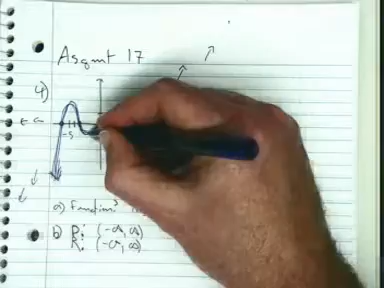 Asgmt 17
4)
-5
a) Function
b) D: (-∞, ∞)
R: (-∞, ∞)